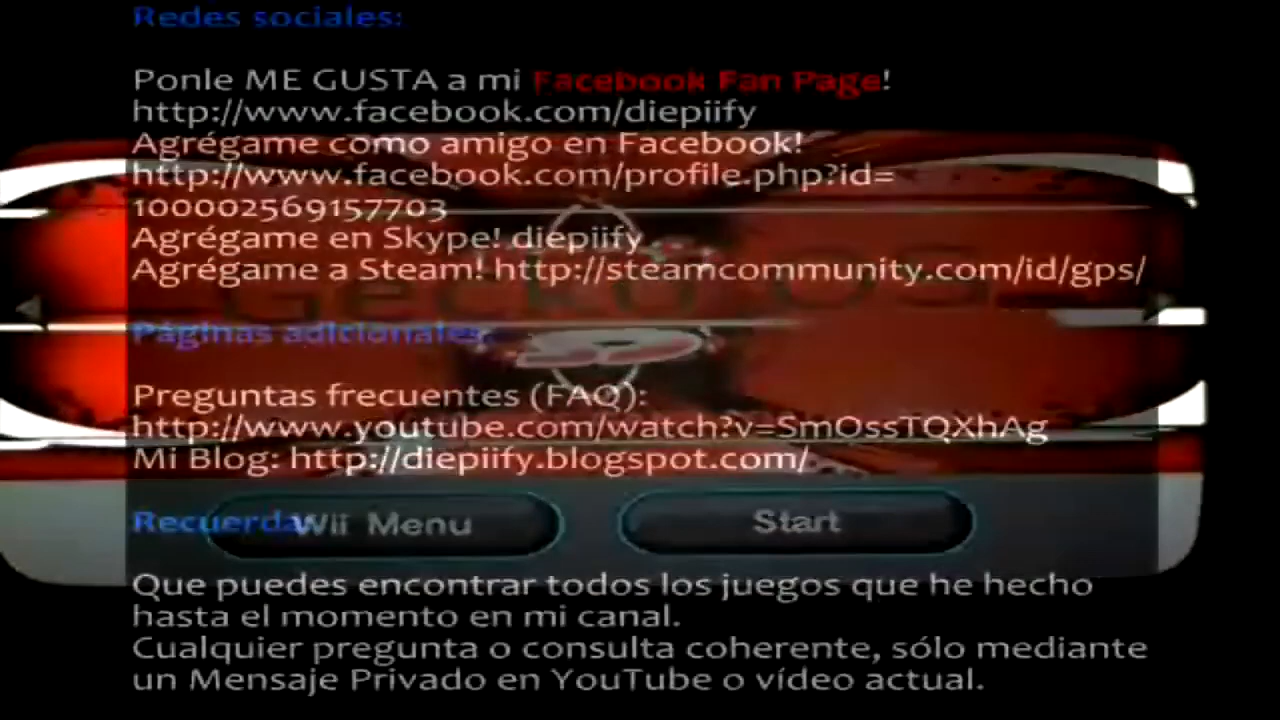 Redes sociales:
Ponle ME GUSTA a mi Facebook Fan Page!
http://www.facebook.com/diepiify
Agrégame como amigo en Facebook!
http://www.facebook.com/profile.php?id=
100002569157703
Agrégame en Skype! diepiify
Agrégame a Steam! http://steamcommunity.com/id/gps/
Gecko OS
Páginas adicionales:
Preguntas frecuentes (FAQ):
http://www.youtube.com/watch?v=SmOssTQXhAg
Mi Blog: http://diepiify.blogspot.com/
Recuerda:
Wii Menu
Start
Que puedes encontrar todos los juegos que he hecho
hasta el momento en mi canal.
Cualquier pregunta o consulta coherente, sólo mediante
un Mensaje Privado en YouTube o vídeo actual.